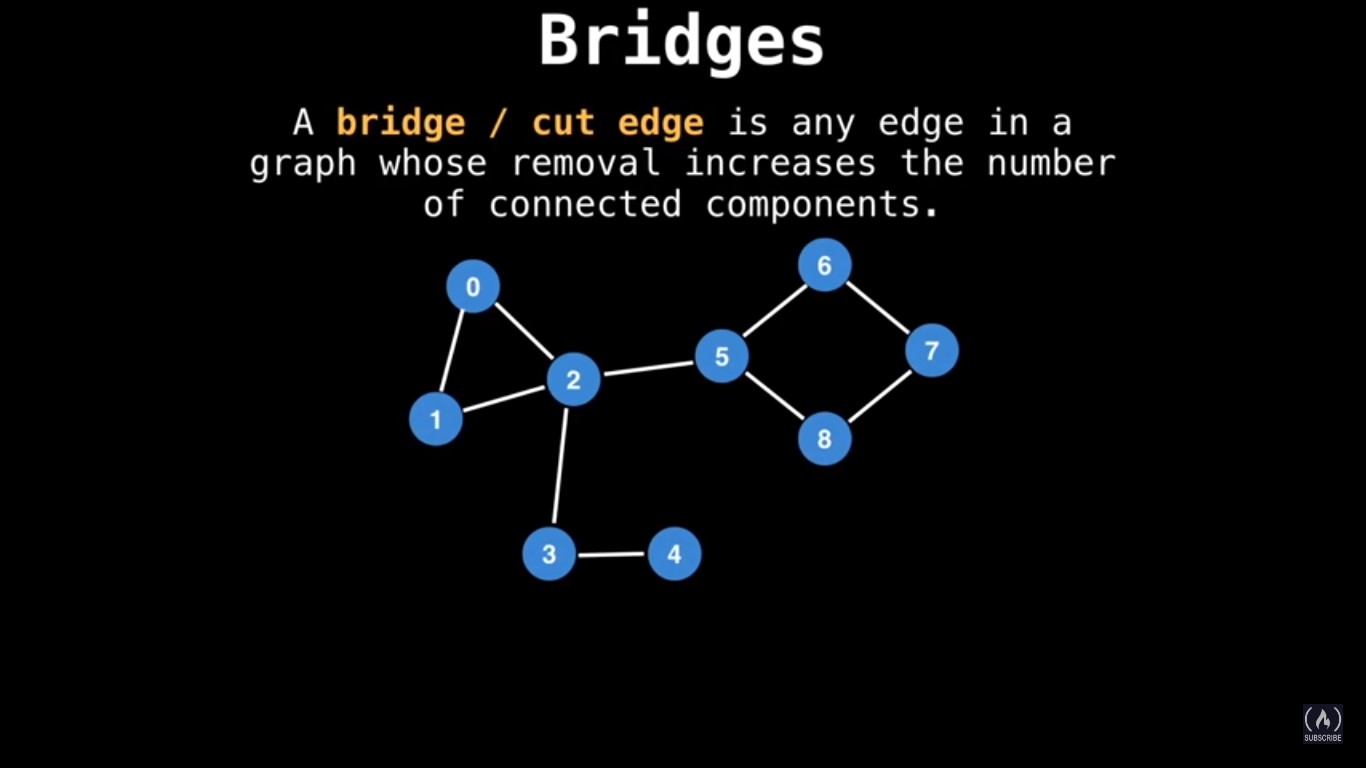 Bridges
A bridge / cut edge is any edge in a
graph whose removal increases the number
of connected components.
6
0
7
5
2
1
8
3
4
SUBSCRIBE